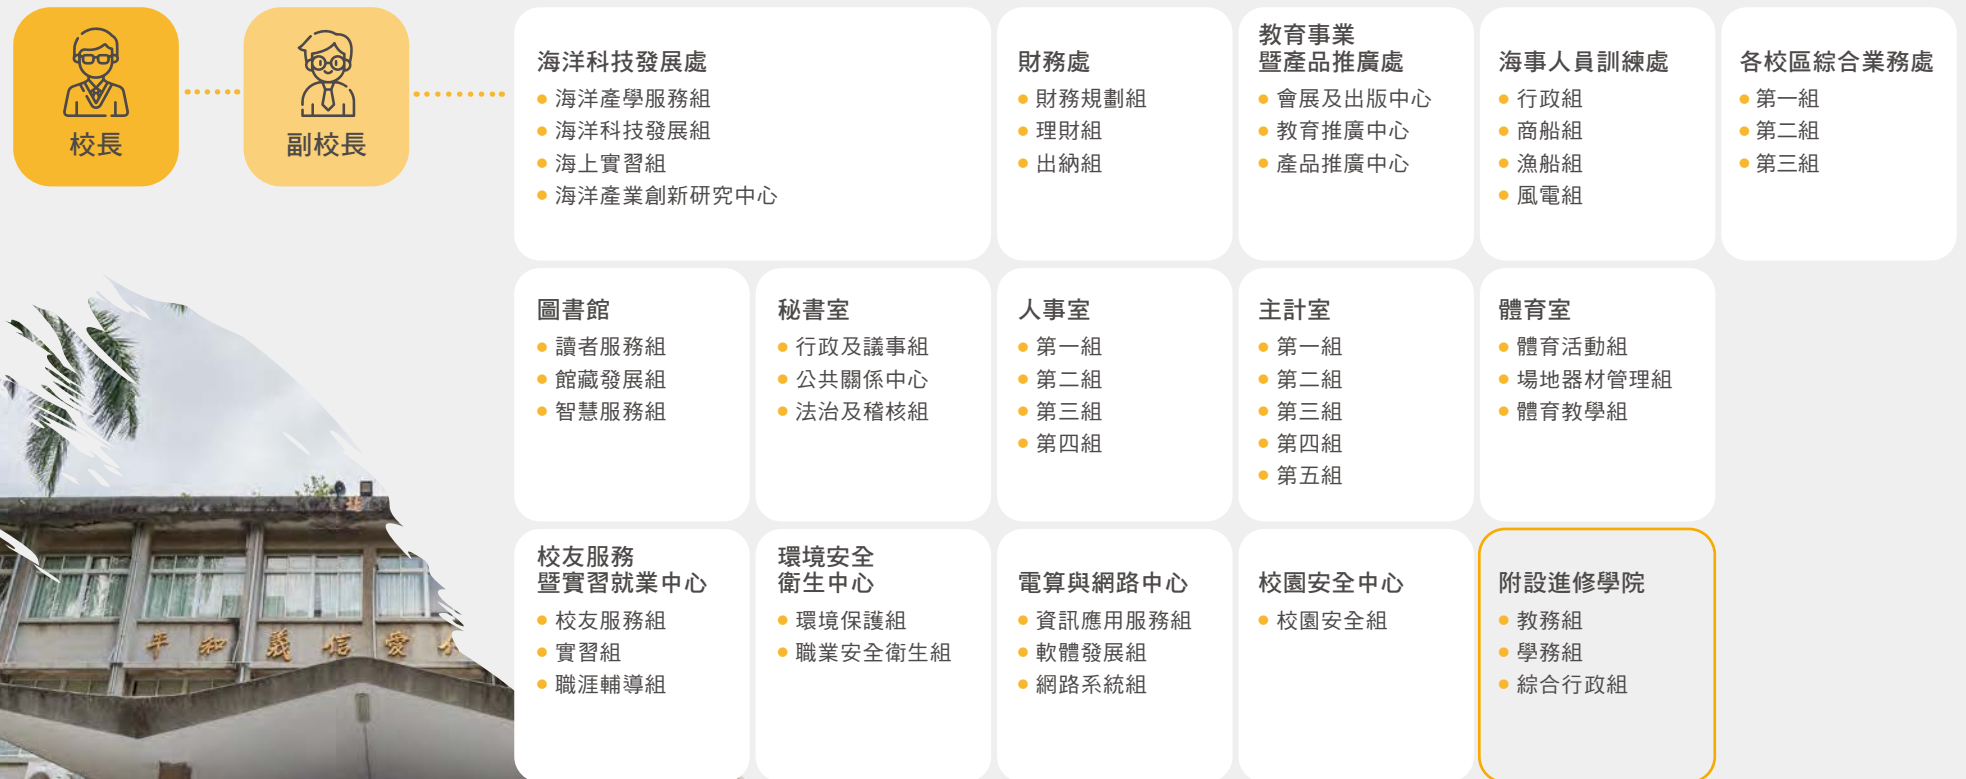 校長
副校長
海洋科技發展處
海洋產學服務組
海洋科技發展組
海上實習組
海洋產業創新研究中心
財務處
財務規劃組
理財組
出納組
教育事業
暨產品推廣處
會展及出版中心
教育推廣中心
產品推廣中心
海事人員訓練處
行政組
商船組
漁船組
風電組
各校區綜合業務處
第一組
第二組
第三組
圖書館
讀者服務組
館藏發展組
智慧服務組
秘書室
行政及議事組
公共關係中心
法治及稽核組
人事室
第一組
第二組
第三組
第四組
主計室
第一組
第二組
第三組
第四組
第五組
體育室
體育活動組
場地器材管理組
體育教學組
校友服務
暨實習就業中心
校友服務組
實習組
職涯輔導組
環境安全
衛生中心
環境保護組
職業安全衛生組
電算與網路中心
資訊應用服務組
軟體發展組
網路系統組
校園安全中心
校園安全組
附設進修學院
教務組
學務組
綜合行政組
平和義信愛